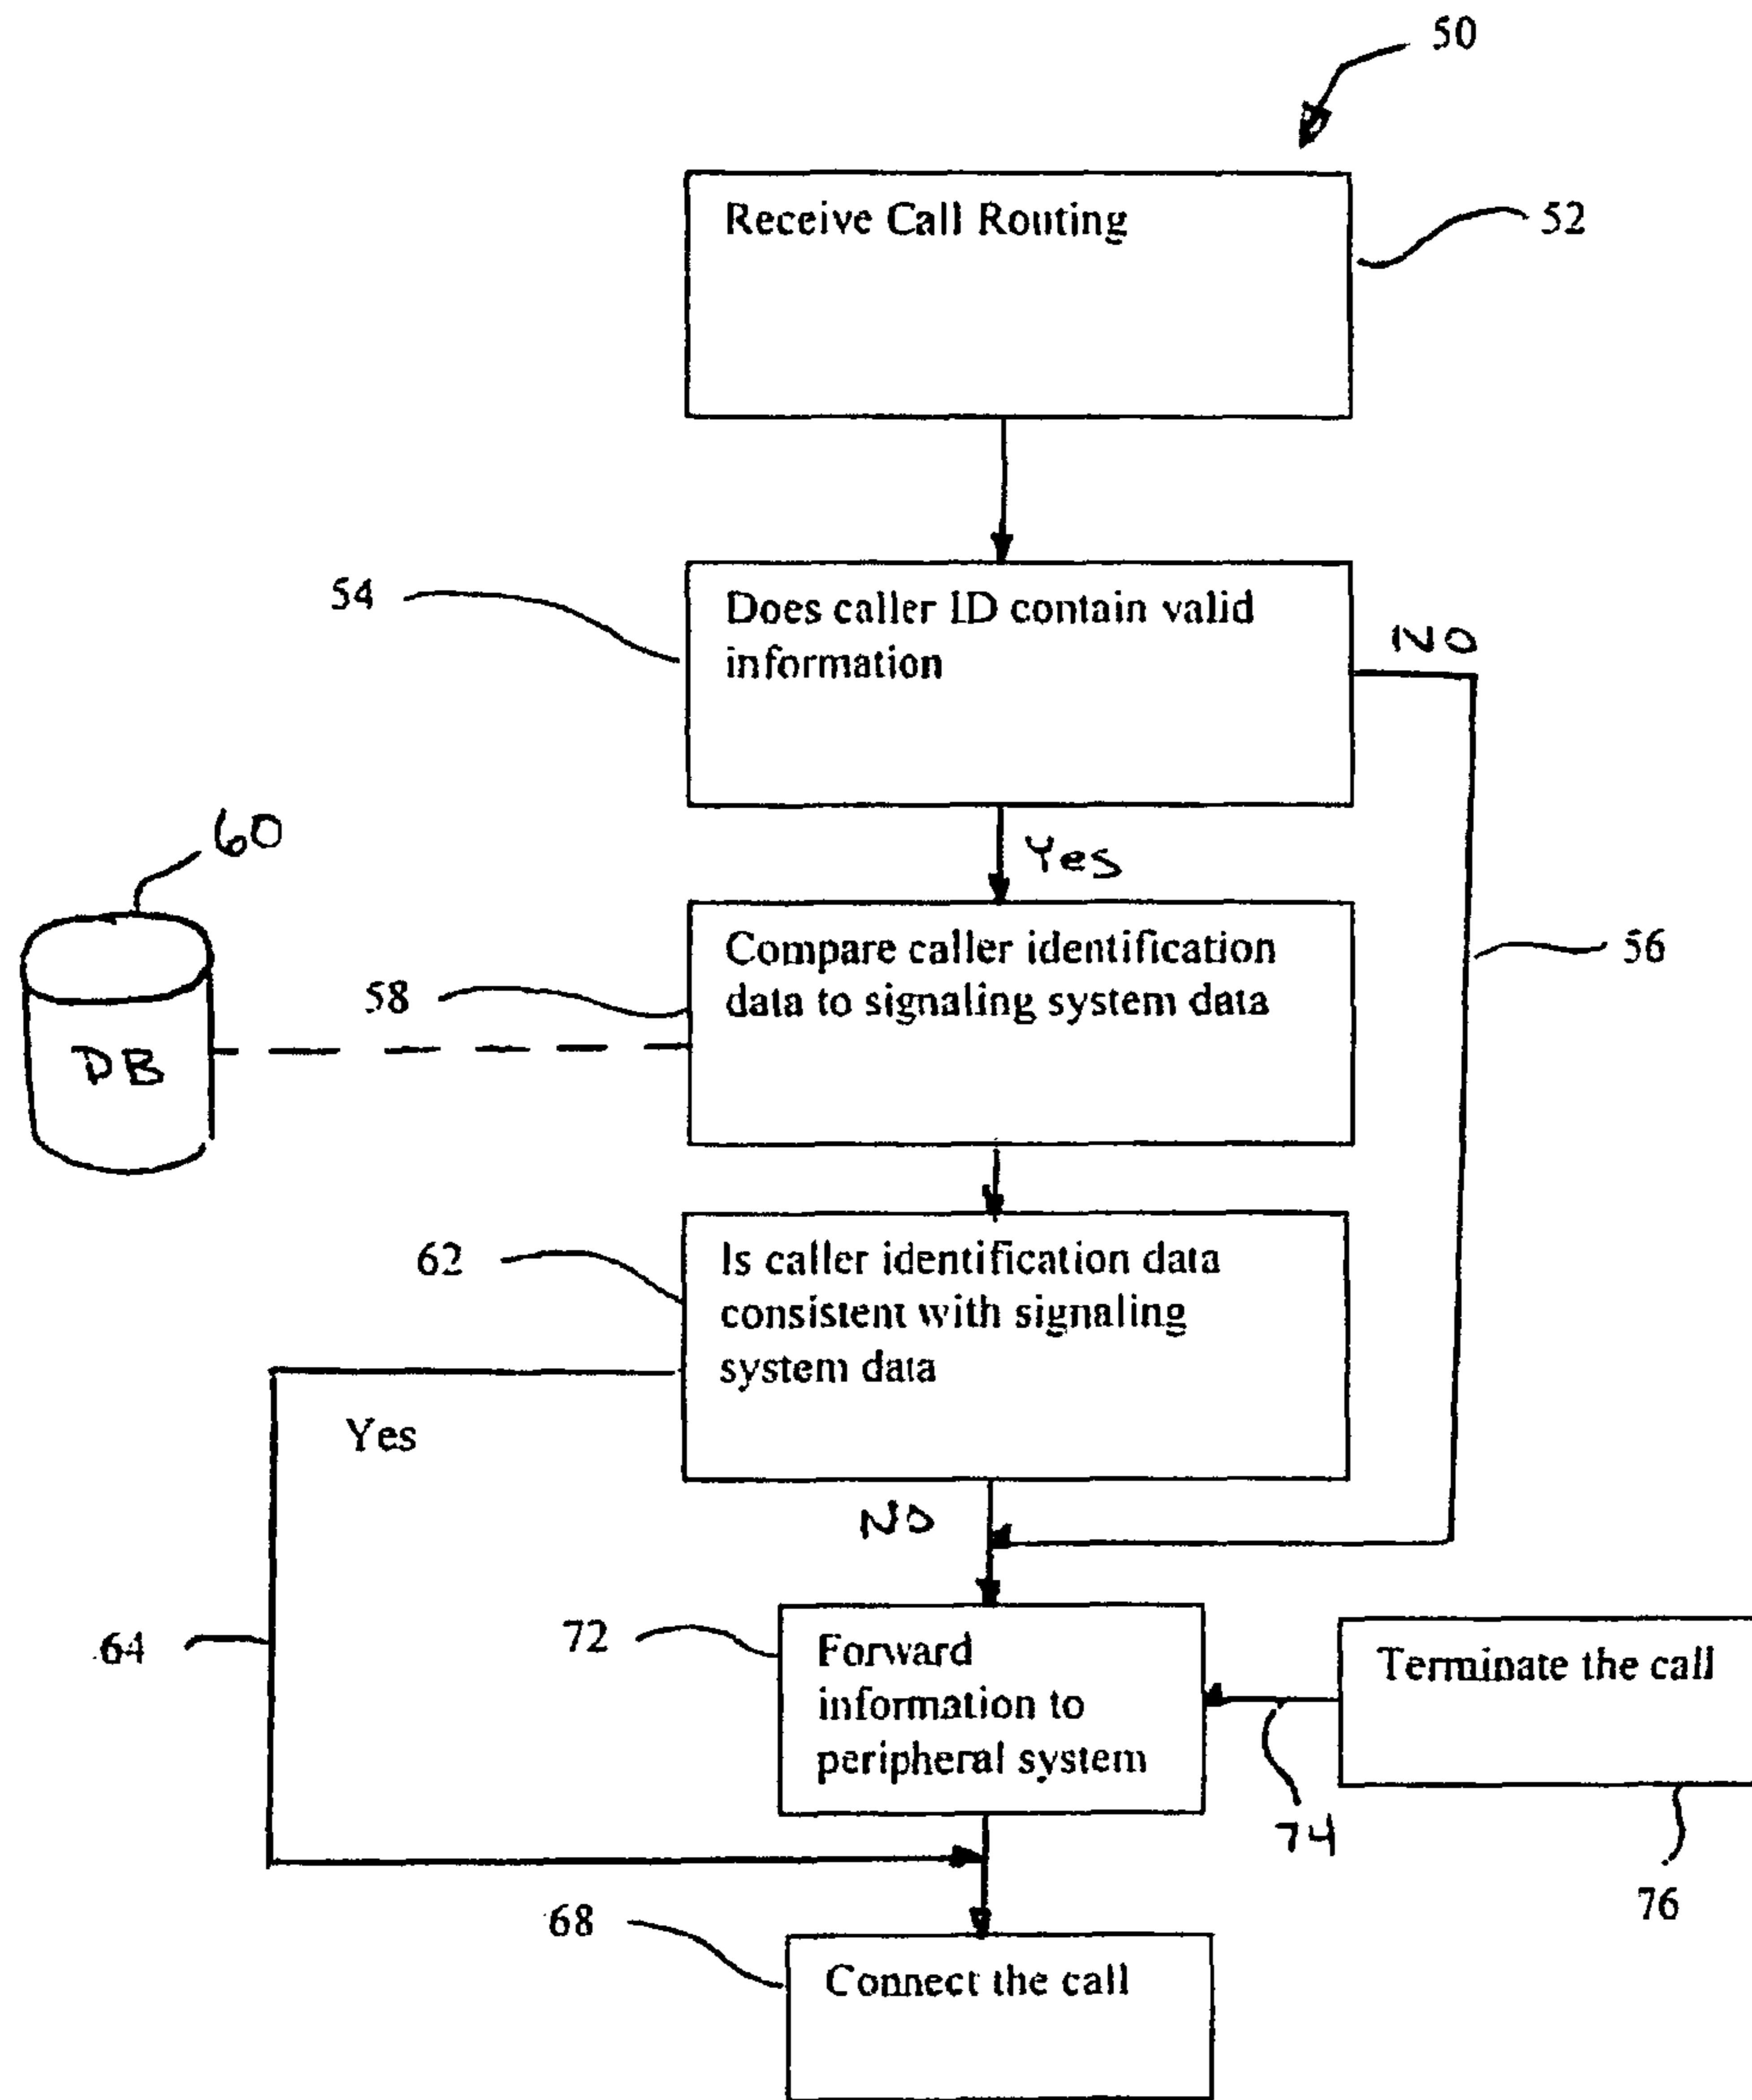 50
Receive Call Routing
52
54
Does caller ID contain valid
information
NO
60
Yes
DB
58
Compare caller identification
data to signaling system data
56
62
Is caller identification data
consistent with signaling
system data
Yes
NO
64
72
Forward
information to
peripheral system
Terminate the call
74
76
68
Connect the call